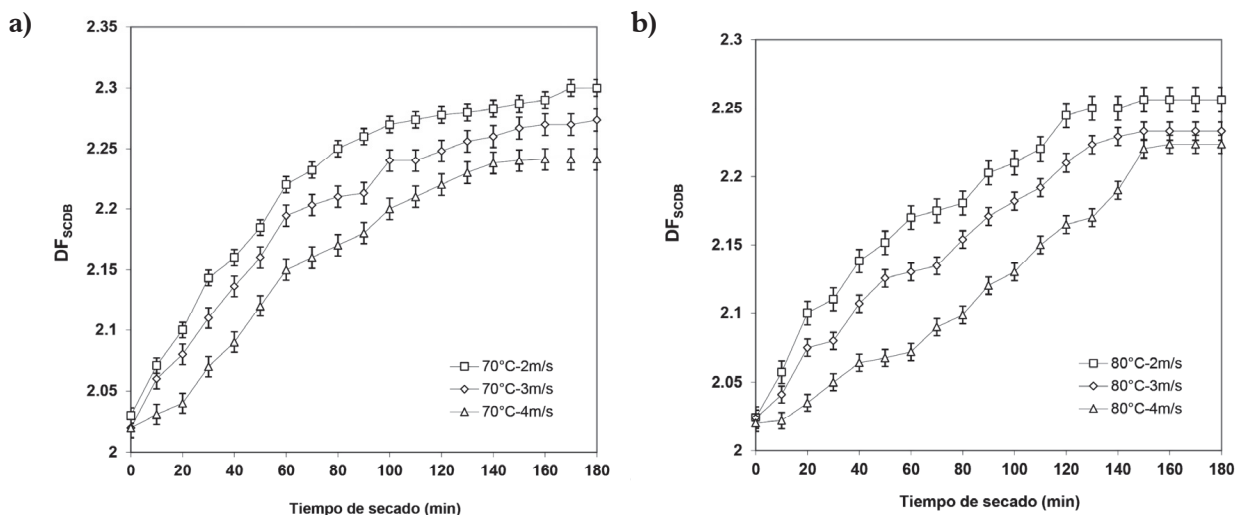 a)
2.35
2.3
2.25
2.2
2.15
2.1
2.05
2
DF_SCDB
70°C-2m/s
70°C-3m/s
70°C-4m/s
0 20 40 60 80 100 120 140 160 180
Tiempo de secado (min)
b)
2.3
2.25
2.2
2.15
2.1
2.05
2
DF_SCDB
80°C-2m/s
80°C-3m/s
80°C-4m/s
0 20 40 60 80 100 120 140 160 180
Tiempo de secado (min)